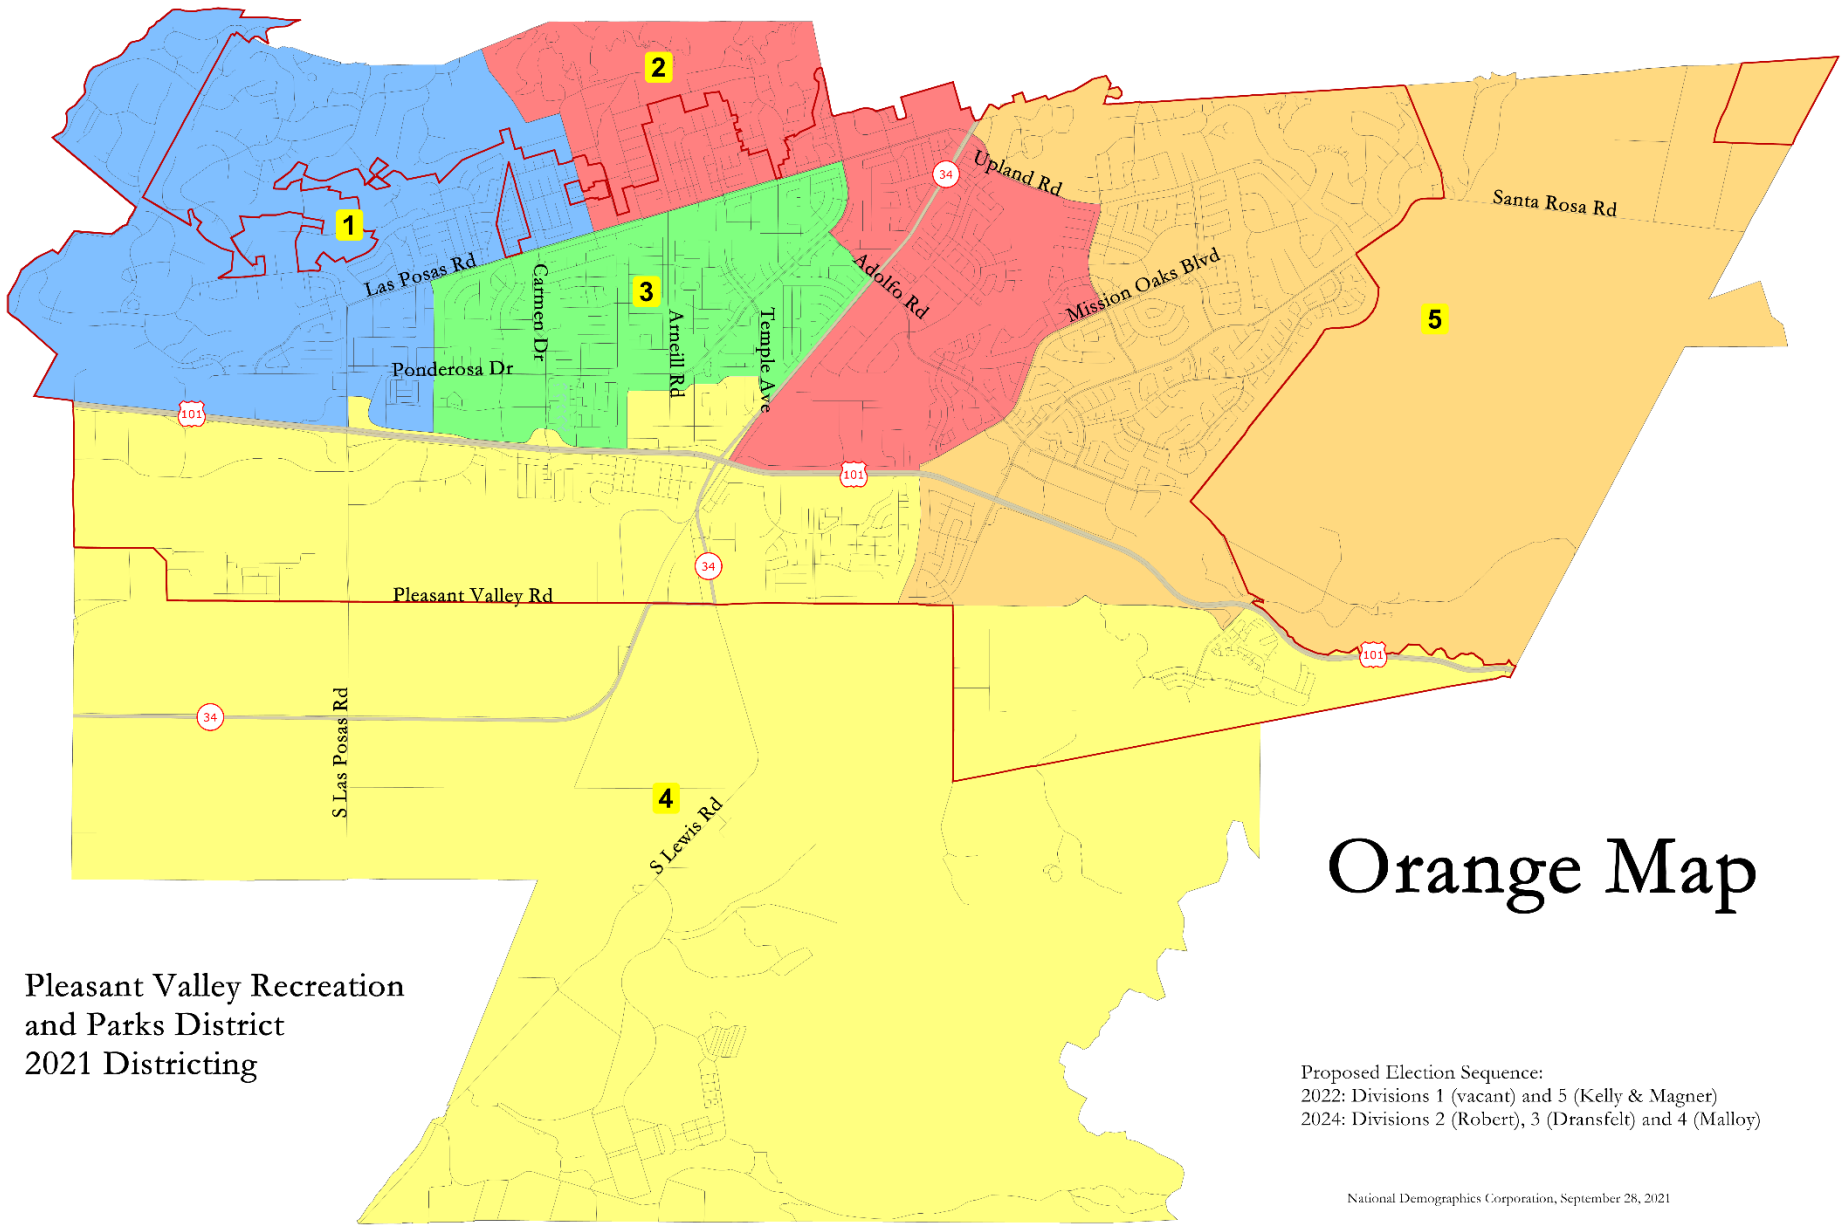 2
34
Upland Rd
Santa Rosa Rd
1
Las Posas Rd
Carmen Dr
3
Adolfo Rd
Mission Oaks Blvd
5
Arneill Rd
Temple Ave
Ponderosa Dr
101
101
34
Pleasant Valley Rd
101
34
S Las Posas Rd
4
S Lewis Rd
Orange Map
Pleasant Valley Recreation
and Parks District
2021 Districting
Proposed Election Sequence:
2022: Divisions 1 (vacant) and 5 (Kelly & Magner)
2024: Divisions 2 (Robert), 3 (Dransfelt) and 4 (Malloy)
National Demographics Corporation, September 28, 2021